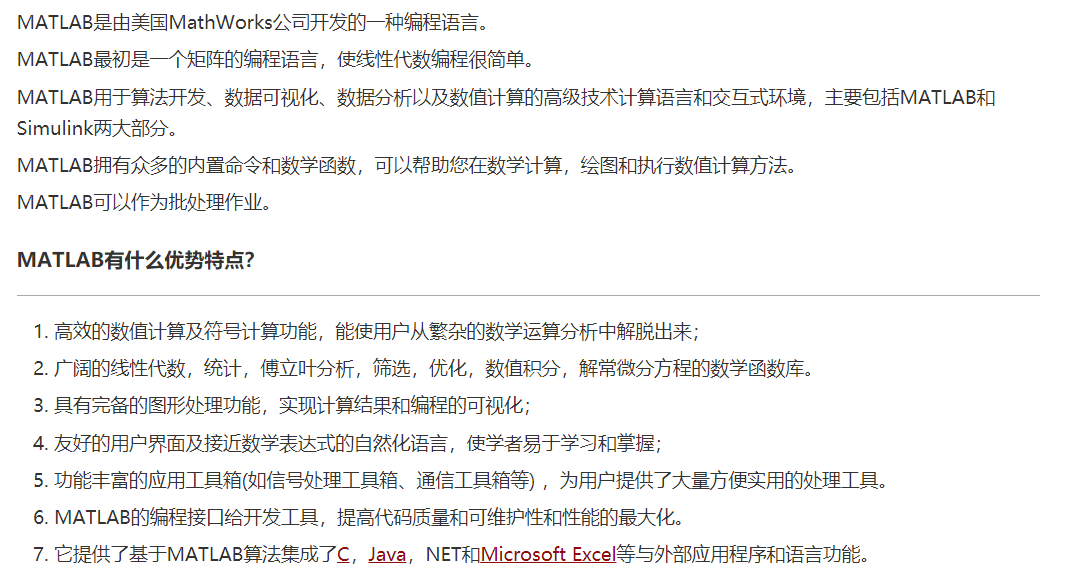 MATLAB是由美国MathWorks公司开发的一种编程语言。
MATLAB最初是一个矩阵的编程语言，使线性代数编程很简单。
MATLAB用于算法开发、数据可视化、数据分析以及数值计算的高级技术计算语言和交互式环境，主要包括MATLAB和
Simulink两大部分。
MATLAB拥有众多的内置命令和数学函数，可以帮助您在数学计算，绘图和执行数值计算方法。
MATLAB可以作为批处理作业。
MATLAB有什么优势特点？
1. 高效的数值计算及符号计算功能，能使用户从繁杂的数学运算分析中解脱出来；
2. 广阔的线性代数，统计，傅立叶分析，筛选，优化，数值积分，解常微分方程的数学函数库。
3. 具有完备的图形处理功能，实现计算结果和编程的可视化；
4. 友好的用户界面及接近数学表达式的自然化语言，使学者易于学习和掌握；
5. 功能丰富的应用工具箱(如信号处理工具箱、通信工具箱等) ，为用户提供了大量方便实用的处理工具。
6. MATLAB的编程接口给开发工具，提高代码质量和可维护性和性能的最大化。
7. 它提供了基于MATLAB算法集成了C，Java，NET和Microsoft Excel等与外部应用程序和语言功能。